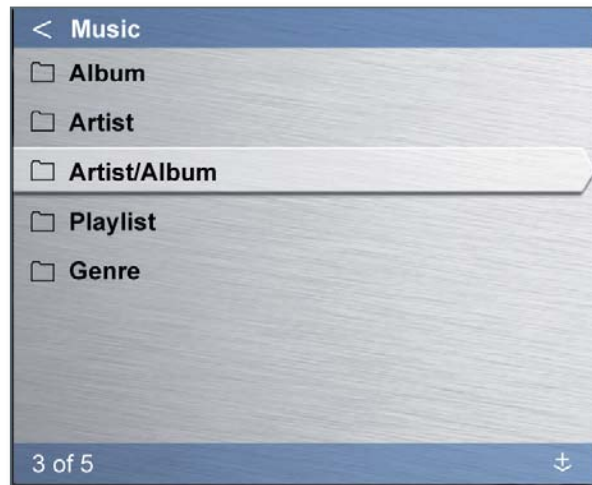 < Music
Album
Artist
Artist/Album
Playlist
Genre
3 of 5